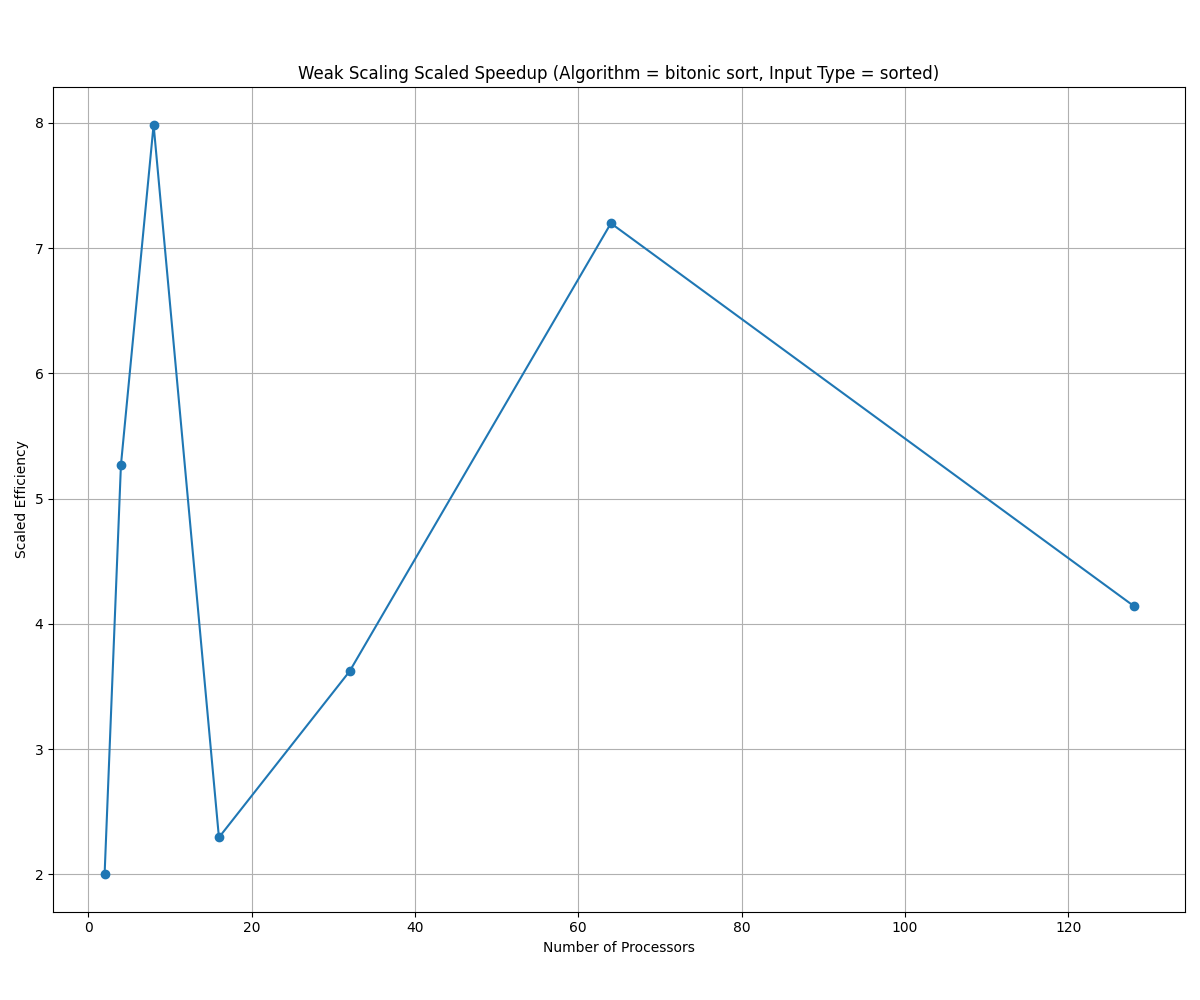 Weak Scaling Scaled Speedup (Algorithm = bitonic sort, Input Type = sorted)
8
7
6
5
4
3
2
Scaled Efficiency
0 20 40 60 80 100 120
Number of Processors